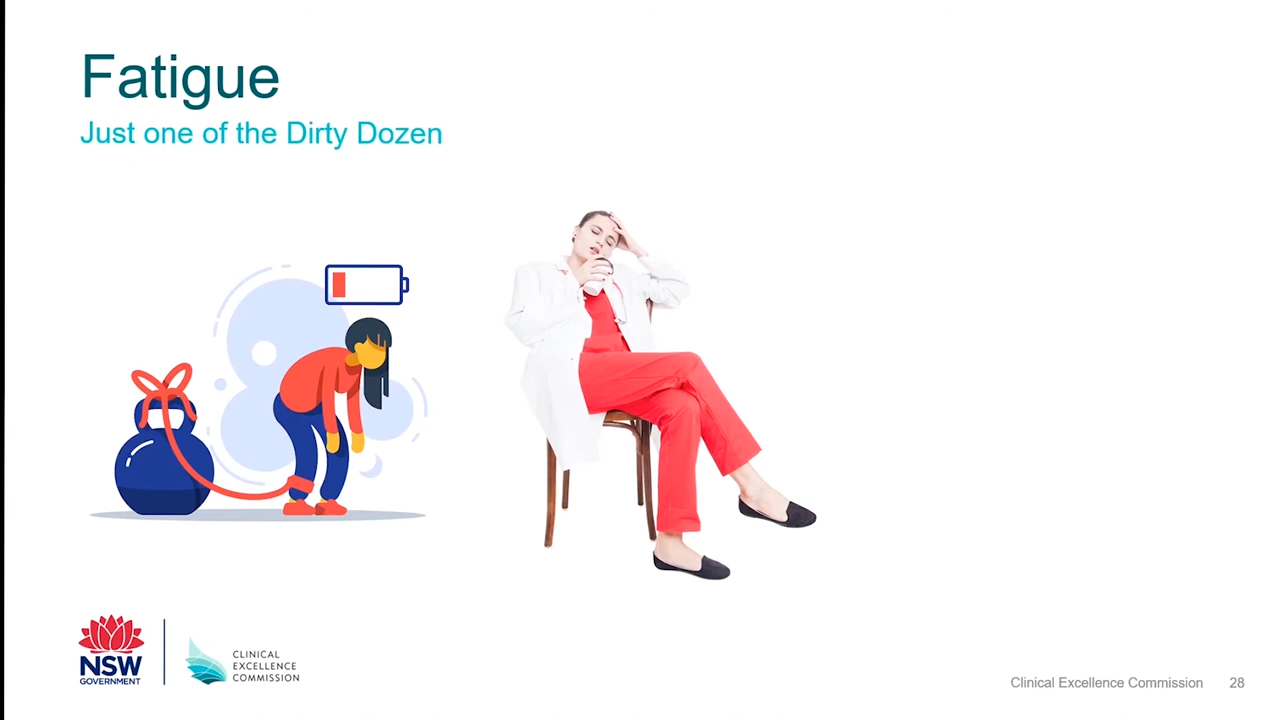 Fatigue
Just one of the Dirty Dozen
NSW
GOVERNMENT
CLINICAL
EXCELLENCE
COMMISSION
Clinical Excellence Commission 28